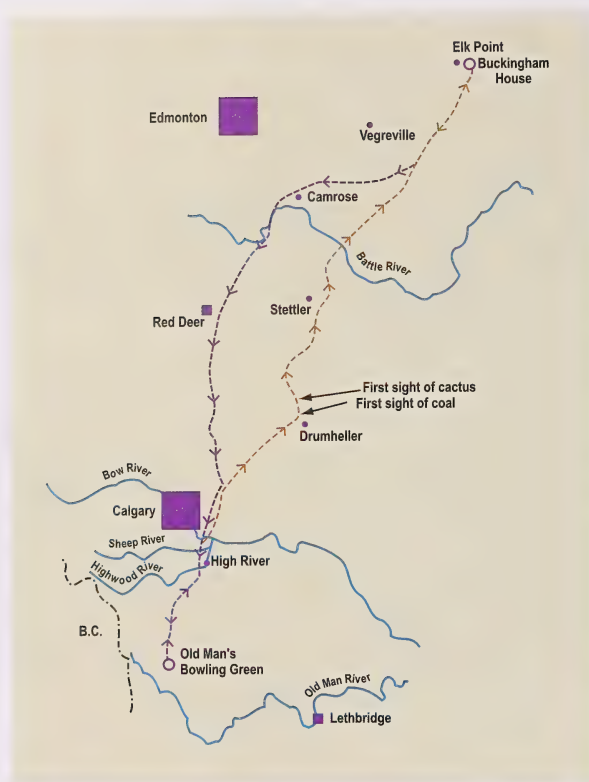 Elk Point
Buckingham
House
Edmonton
Vegreville
Camrose
Battle River
Stettler
Red Deer
First sight of cactus
First sight of coal
Drumheller
Bow River
Calgary
Sheep River
High River
Highwood River
B.C.
Old Man's
Bowling Green
Old Man River
Lethbridge